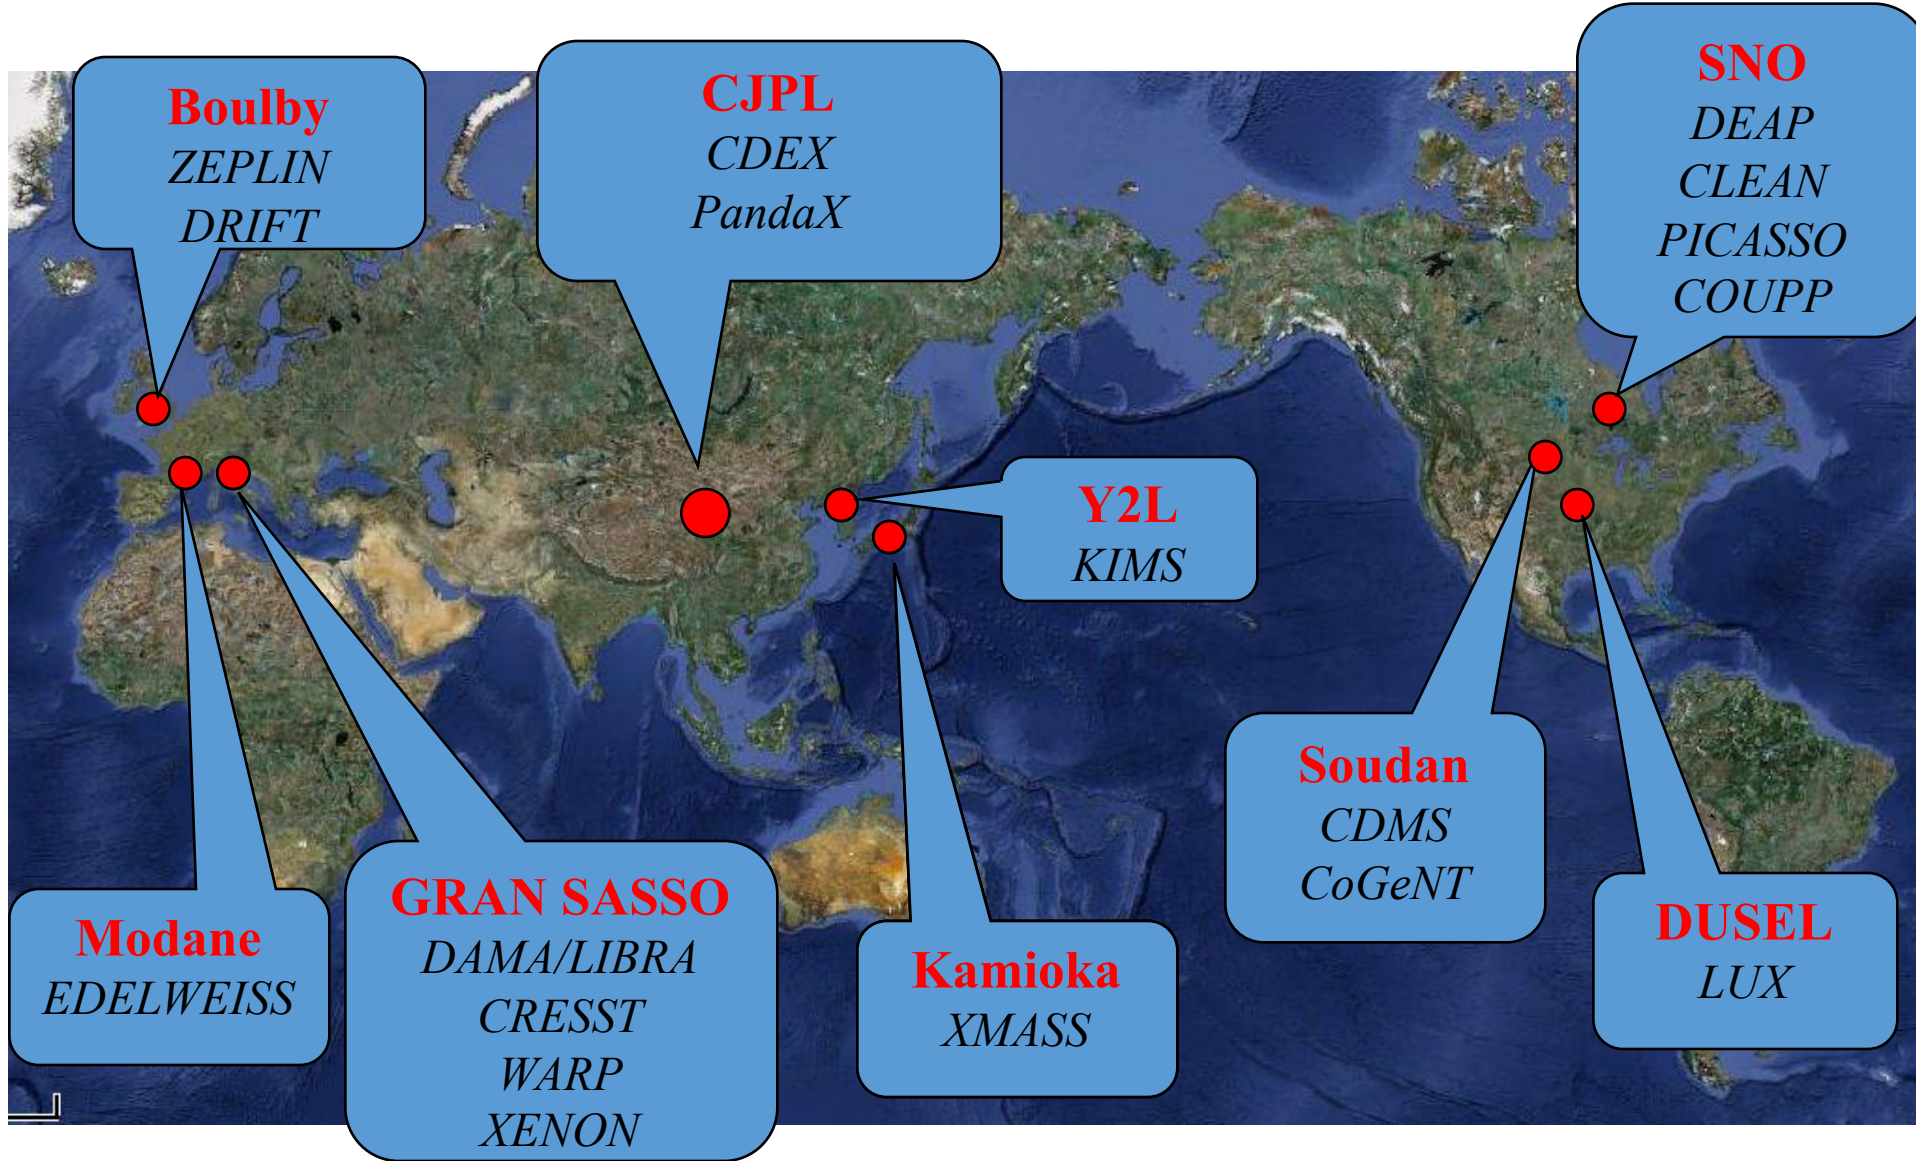 Boulby
ZEPLIN
DRIFT
CJPL
CDEX
PandaX
SNO
DEAP
CLEAN
PICASSO
COUPP
Y2L
KIMS
Soudan
CDMS
CoGeNT
DUSEL
LUX
Modane
EDELWEISS
GRAN SASSO
DAMA/LIBRA
CRESST
WARP
XENON
Kamioka
XMASS